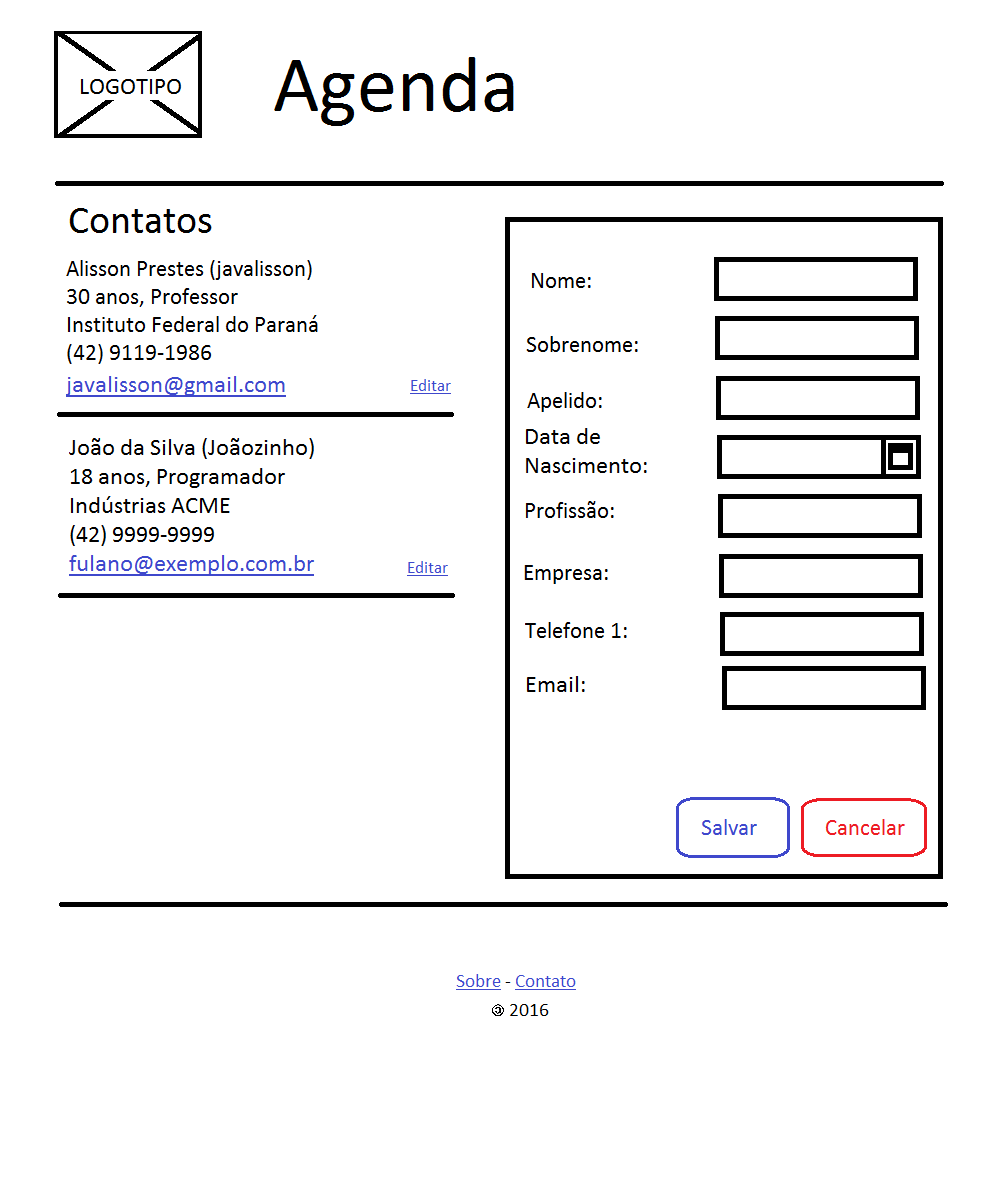 LOGOTIPO
Agenda
Contatos
Alisson Prestes (javalisson)
30 anos, Professor
Instituto Federal do Paraná
(42) 9119-1986
javalisson@gmail.com
Editar
João da Silva (Joãozinho)
18 anos, Programador
Indústrias ACME
(42) 9999-9999
fulano@exemplo.com.br
Editar
Nome:
Sobrenome:
Apelido:
Data de
Nascimento:
Profissão:
Empresa:
Telefone 1:
Email:
Salvar
Cancelar
Sobre - Contato
@ 2016